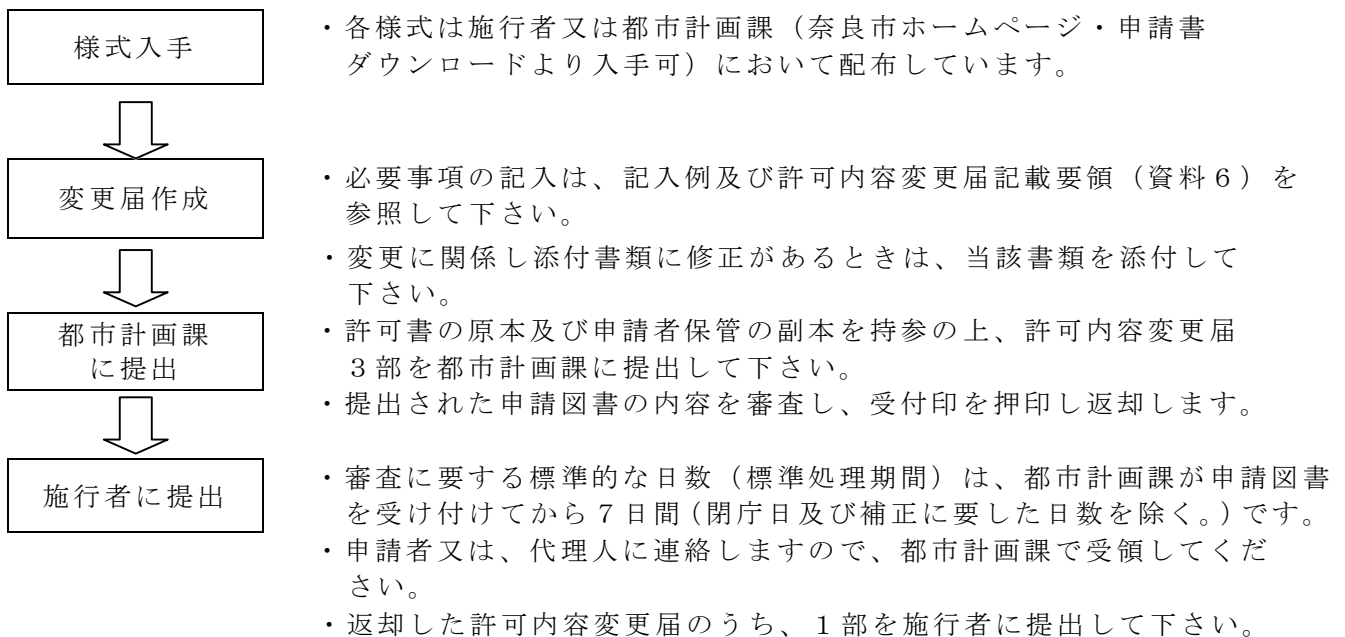 様式入手
・各様式は施行者又は都市計画課（奈良市ホームページ・申請書
ダウンロードより入手可）において配布しています。
変更届作成
・必要事項の記入は、記入例及び許可内容変更届記載要領（資料６）を
参照して下さい。
・変更に関係し添付書類に修正があるときは、当該書類を添付して
下さい。
都市計画課
に提出
・許可書の原本及び申請者保管の副本を持参の上、許可内容変更届
３部を都市計画課に提出して下さい。
・提出された申請図書の内容を審査し、受付印を押印し返却します。
施行者に提出
・審査に要する標準的な日数（標準処理期間）は、都市計画課が申請図書
を受け付けてから７日間（閉庁日及び補正に要した日数を除く。）です。
・申請者又は、代理人に連絡しますので、都市計画課で受領してくだ
さい。
・返却した許可内容変更届のうち、１部を施行者に提出して下さい。